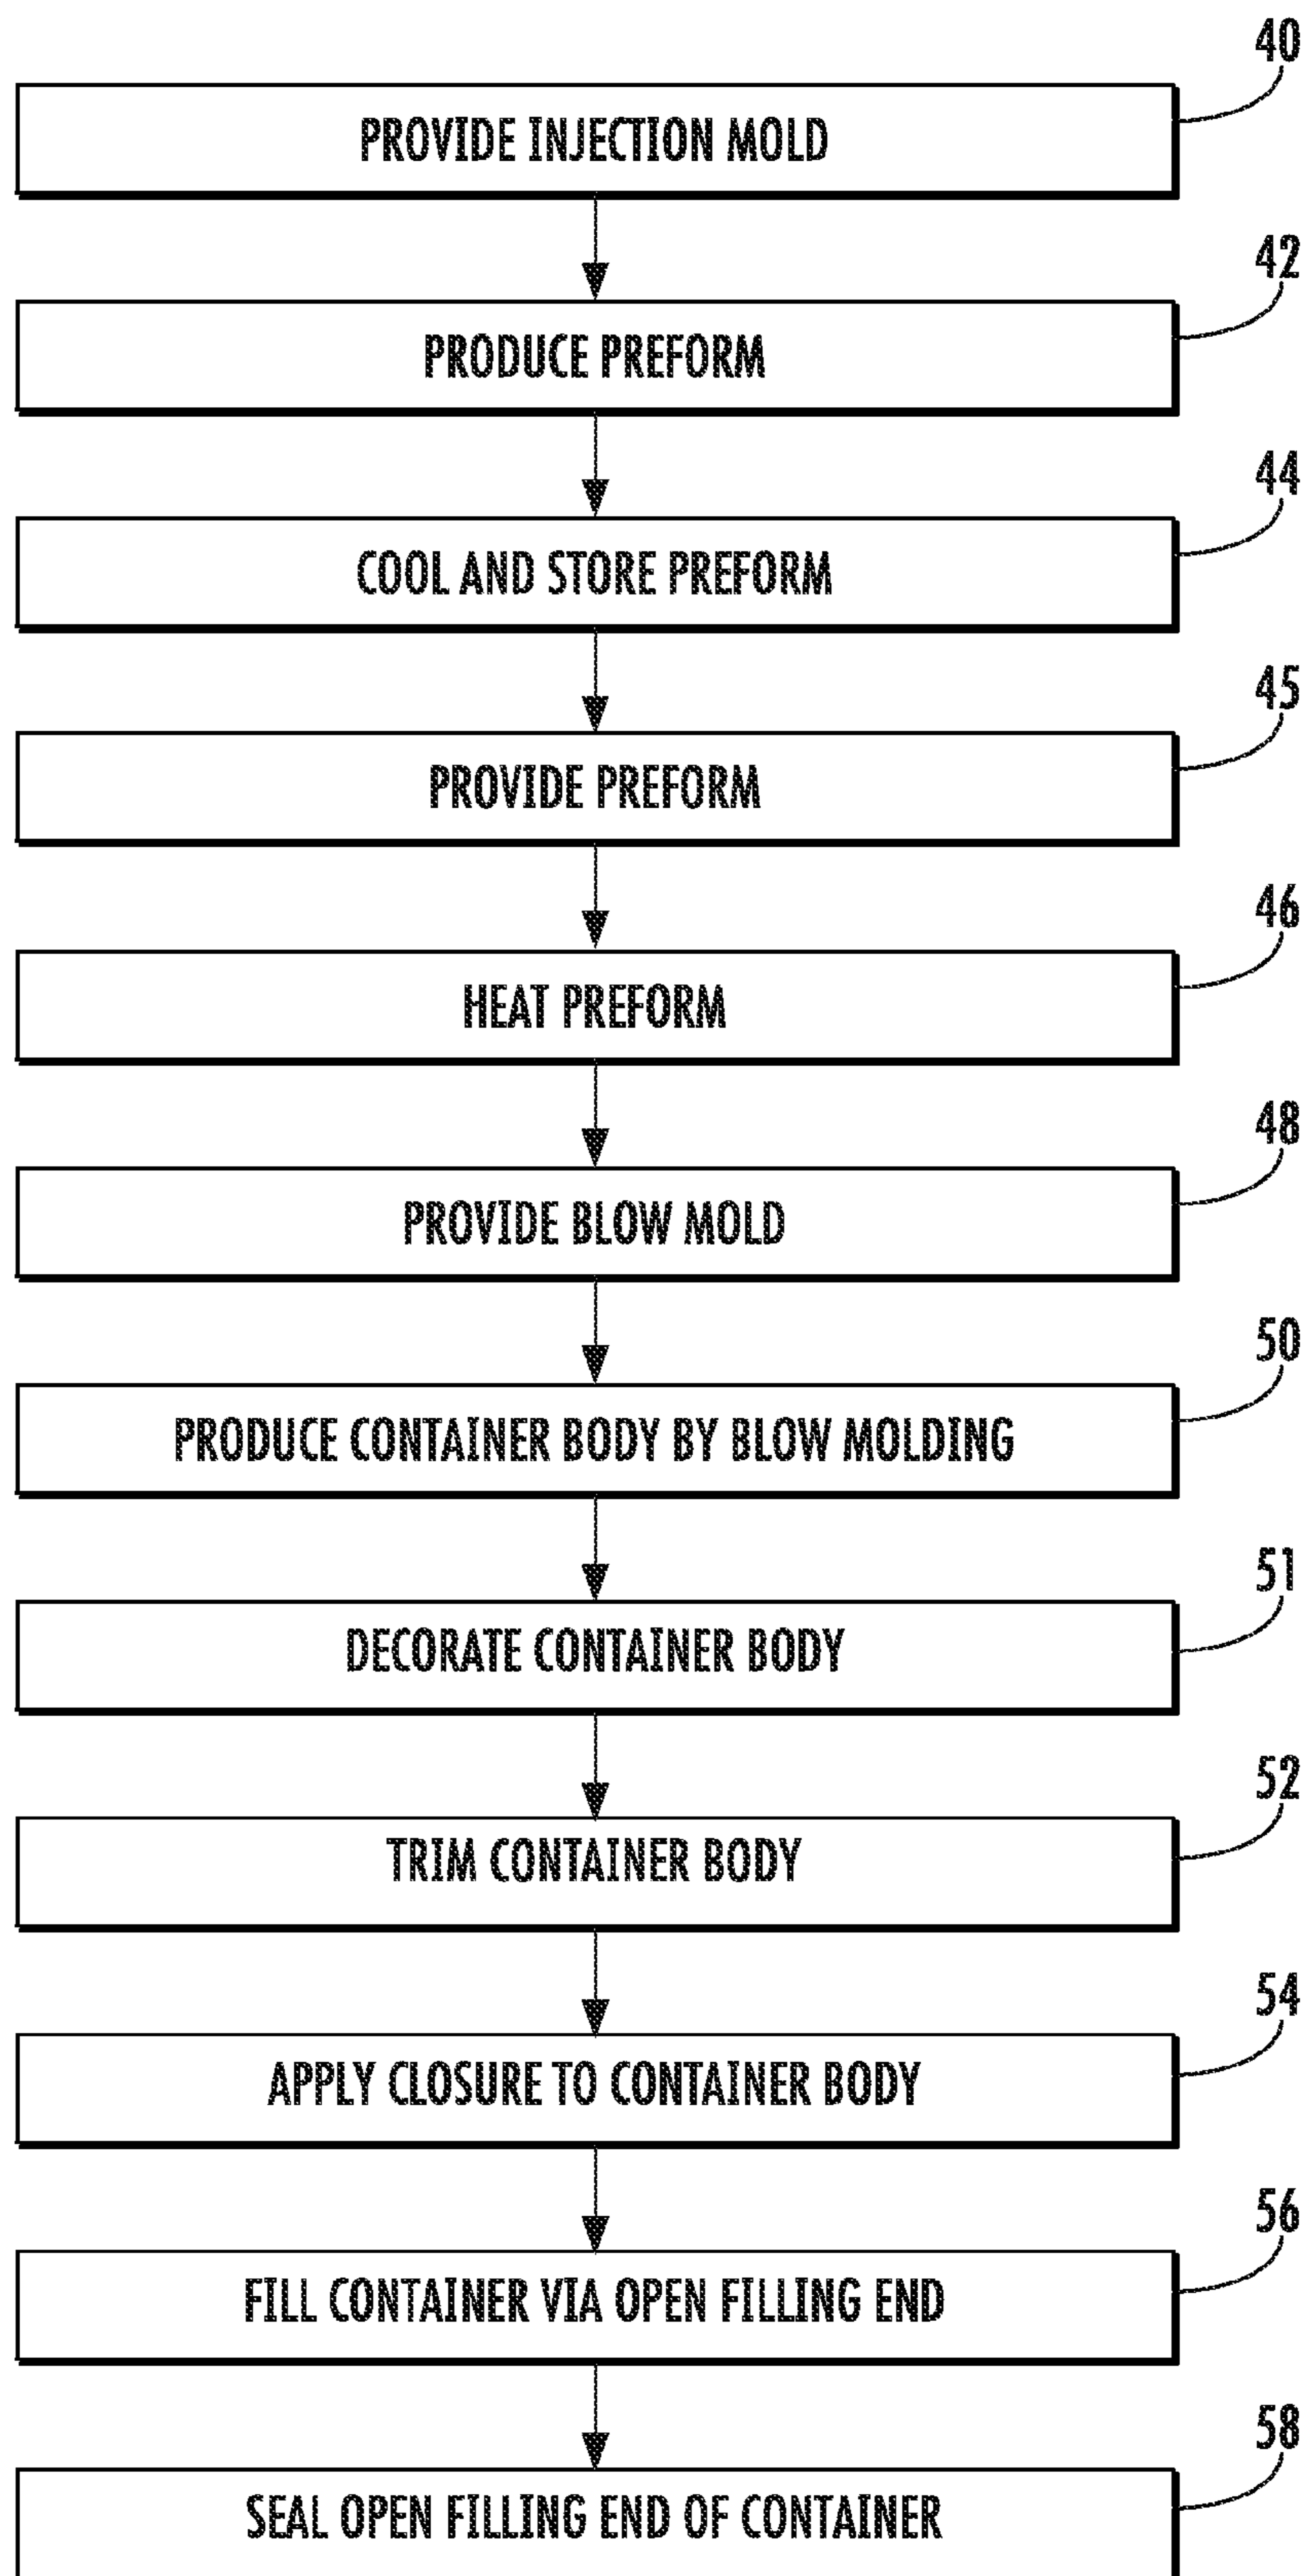 40
PROVIDE INJECTION MOLD
42
PRODUCE PREFORM
44
COOL AND STORE PREFORM
45
PROVIDE PREFORM
46
HEAT PREFORM
48
PROVIDE BLOW MOLD
50
PRODUCE CONTAINER BODY BY BLOW MOLDING
51
DECORATE CONTAINER BODY
52
TRIM CONTAINER BODY
54
APPLY CLOSURE TO CONTAINER BODY
56
FILL CONTAINER VIA OPEN FILLING END
58
SEAL OPEN FILLING END OF CONTAINER